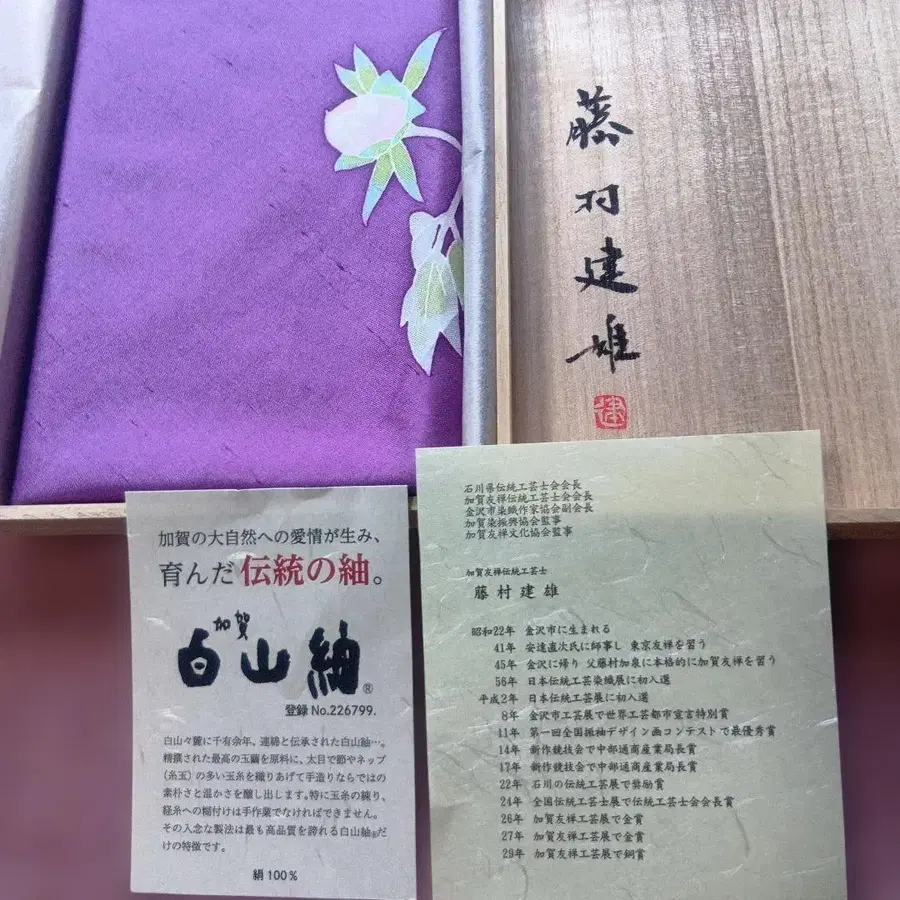 藤村建雄
加賀の大自然への愛情が生み、
育んだ伝統の紬。
加賀
白山紬®
登録 No.226799.
白山々麓に千有余年、連綿と伝承された白山紬…。
精撰された最高の玉繭を原料に、太目で節やネップ
(糸玉)の多い玉糸を織りあげて手造りならではの
素朴さと温かさを醸し出します。特に玉糸の練り、
経糸への糊付けは手作業でなければできません。
その入念な製法は最も高品質を誇れる白山紬®だ
けの特徴です。
絹 100%
石川県伝統工芸士会会長
加賀友禅伝統工芸士会会長
金沢市染織作家協会副会長
加賀染振興協会監事
加賀友禅文化協会監事
加賀友禅伝統工芸士
藤村建雄
昭和22年 金沢市に生まれる
41年 安達直次氏に師事し 東京友禅を習う
45年 金沢に帰り 父藤村加泉に本格的に加賀友禅を習う
56年 日本伝統工芸染織展に初入選
平成2年 日本伝統工芸展に初入選
8年 金沢市工芸展で世界工芸都市宣言特別賞
11年 第一回全国振袖デザイン画コンテストで最優秀賞
14年 新作競技会で中部通商産業局長賞
17年 新作競技会で中部通商産業局長賞
22年 石川の伝統工芸展で奨励賞
24年 全国伝統工芸士展で伝統工芸士会会長賞
26年 加賀友禅工芸展で金賞
27年 加賀友禅工芸展で金賞
29年 加賀友禅工芸展で銅賞